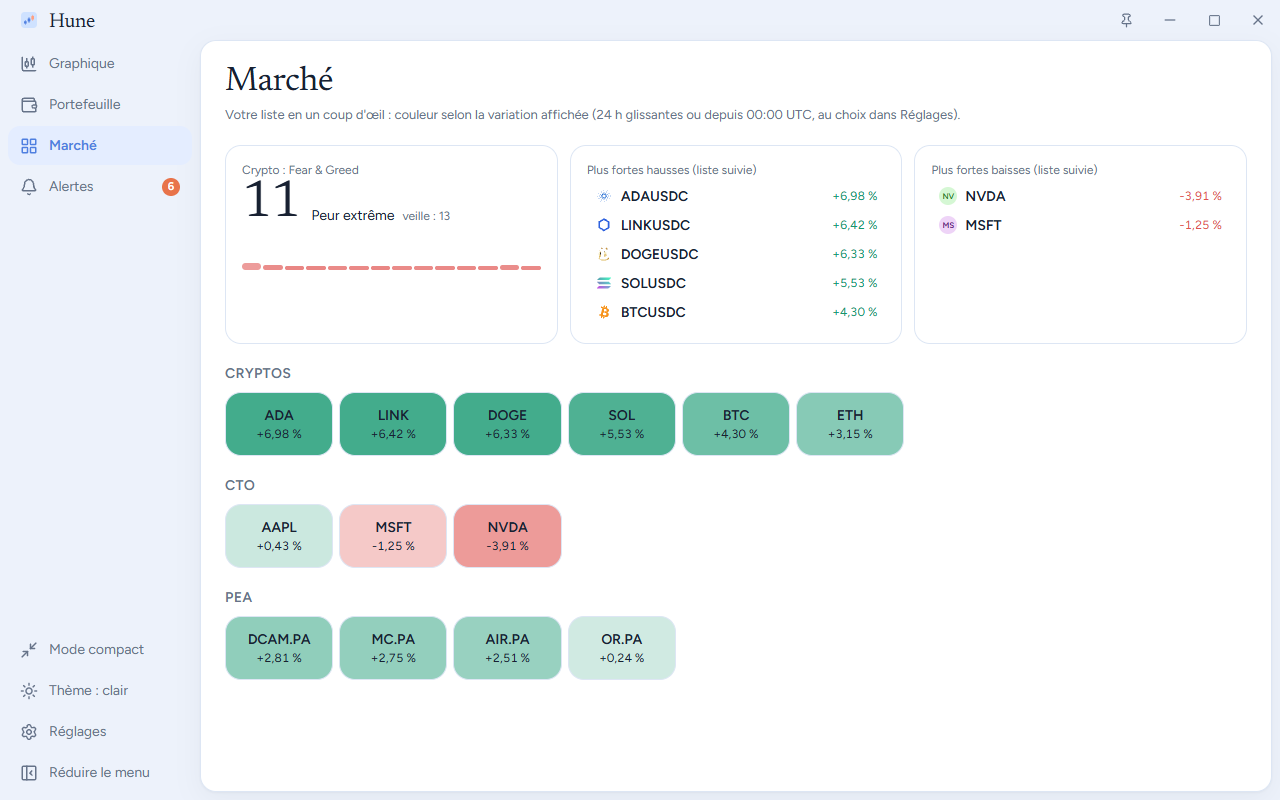 Hune
Graphique
Portefeuille
Marché
Alertes
6
Mode compact
Thème : clair
Réglages
Réduire le menu
Marché
Votre liste en un coup d'œil : couleur selon la variation affichée (24 h glissantes ou depuis 00:00 UTC, au choix dans Réglages).
Crypto : Fear & Greed
11 Peur extrême veille : 13
Plus fortes hausses (liste suivie)
ADAUSDC +6,98 %
LINKUSDC +6,42 %
DOGEUSDC +6,33 %
SOLUSDC +5,53 %
BTCUSDC +4,30 %
Plus fortes baisses (liste suivie)
NV NVDA -3,91 %
MS MSFT -1,25 %
CRYPTOS
ADA
+6,98 %
LINK
+6,42 %
DOGE
+6,33 %
SOL
+5,53 %
BTC
+4,30 %
ETH
+3,15 %
CTO
AAPL
+0,43 %
MSFT
-1,25 %
NVDA
-3,91 %
PEA
DCAM.PA
+2,81 %
MC.PA
+2,75 %
AIR.PA
+2,51 %
OR.PA
+0,24 %